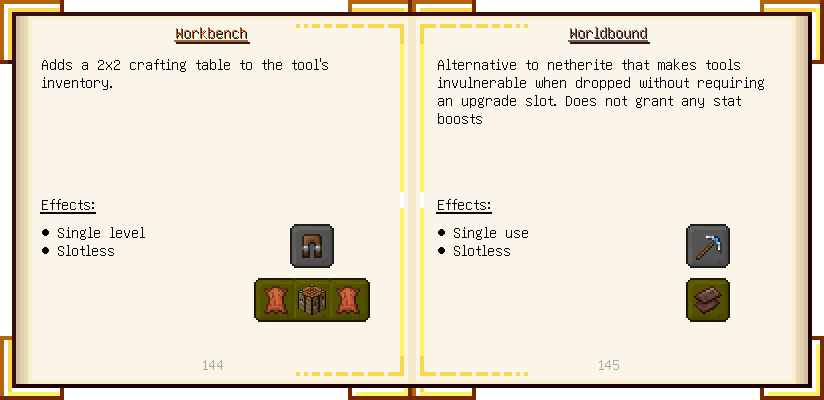 Workbench
Adds a 2x2 crafting table to the tool's
inventory.
Effects:
● Single level
● Slotless
144
Worldbound
Alternative to netherite that makes tools
invulnerable when dropped without requiring
an upgrade slot. Does not grant any stat
boosts
Effects:
● Single use
● Slotless
145